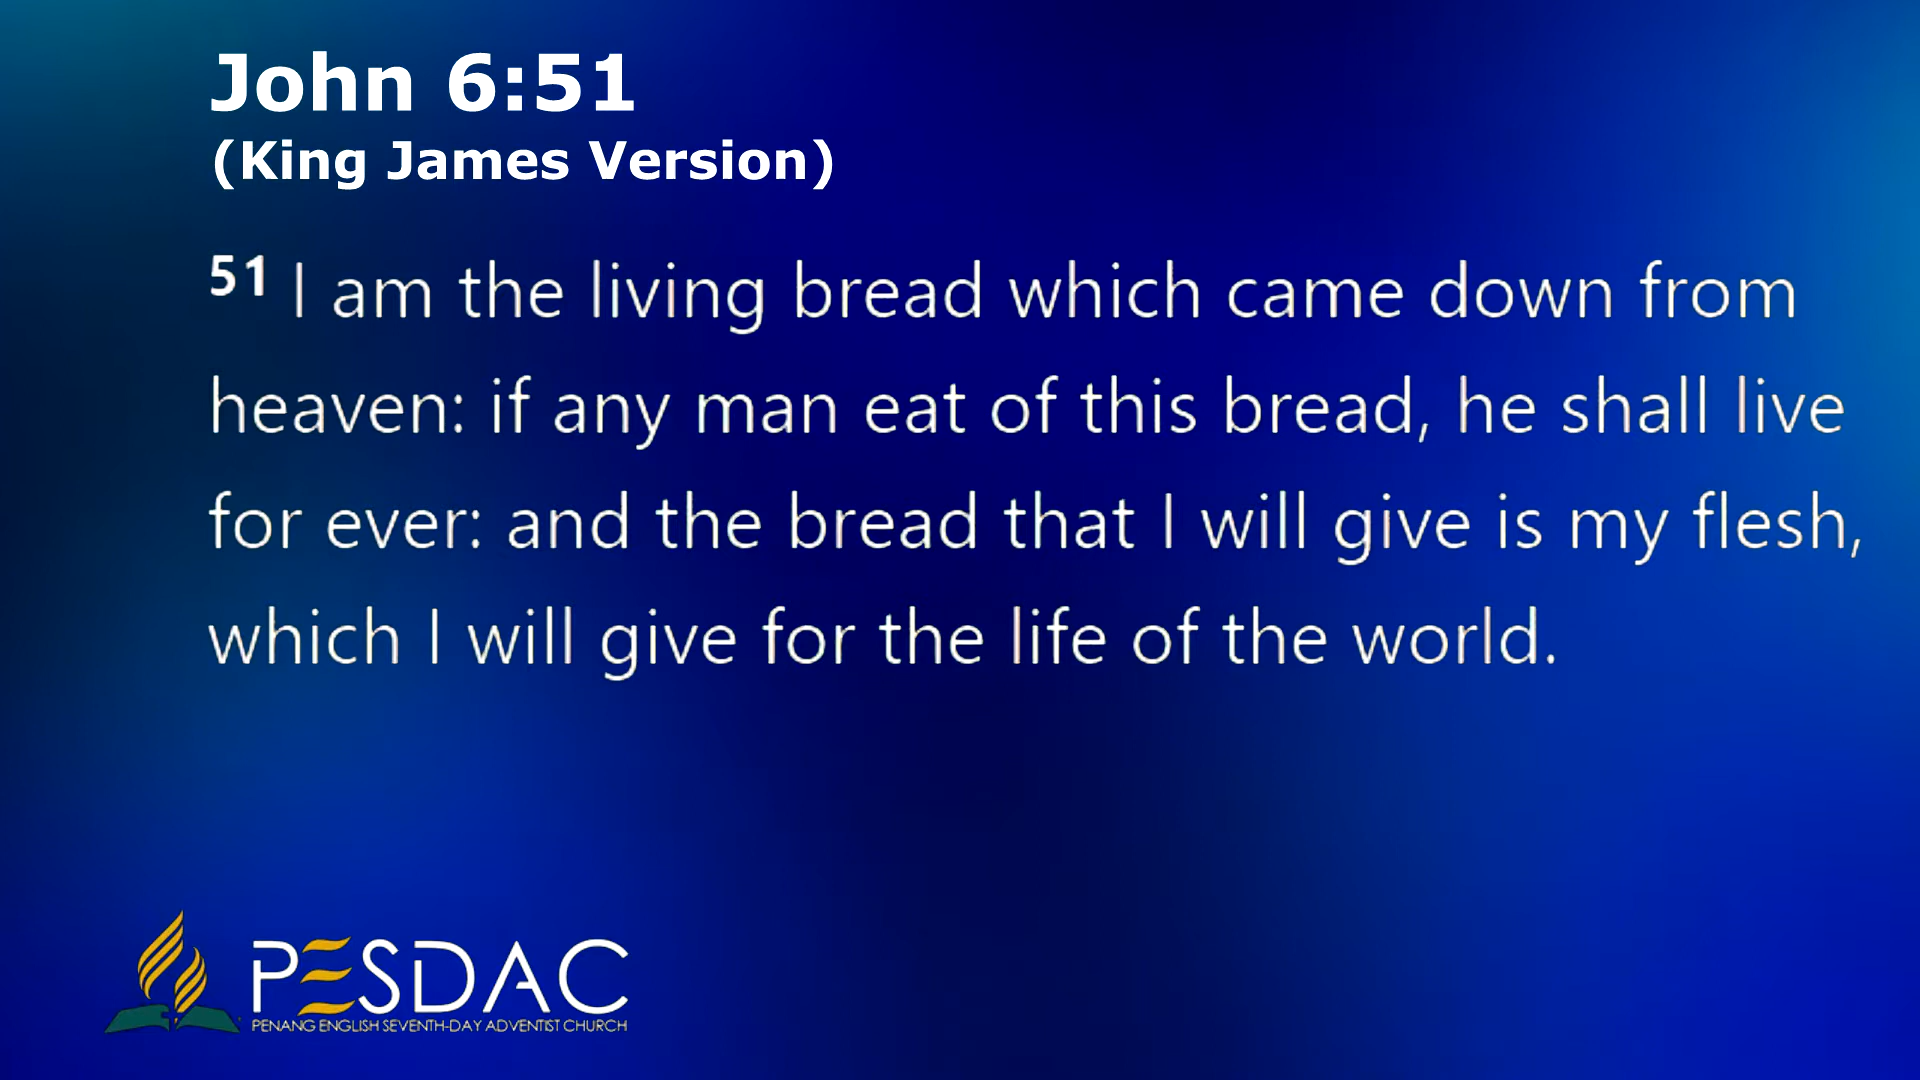 John 6:51
(King James Version)
51 I am the living bread which came down from
heaven: if any man eat of this bread, he shall live
for ever: and the bread that I will give is my flesh,
which I will give for the life of the world.
PESDAC
PENANG ENGLISH SEVENTH-DAY ADVENTIST CHURCH